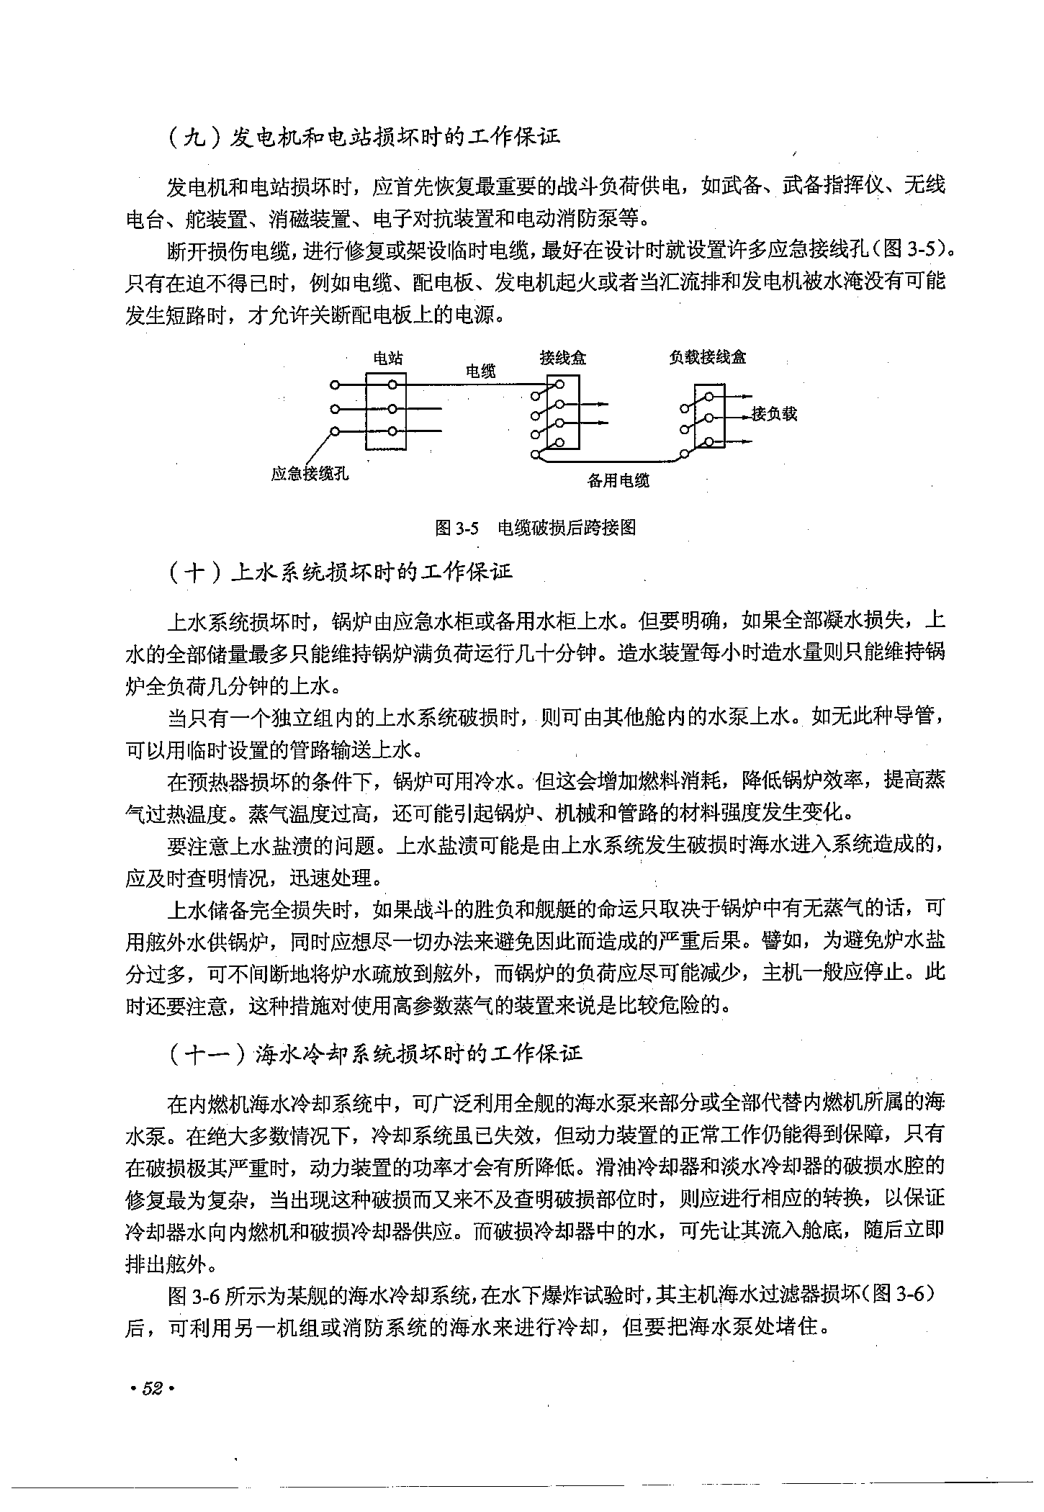 （九）发电机和电站损坏时的工作保证
发电机和电站损坏时，应首先恢复最重要的战斗负荷供电，如武备、武备指挥仪、无线
电台、舵装置、消磁装置、电子对抗装置和电动消防泵等。
断开损伤电缆，进行修复或架设临时电缆，最好在设计时就设置许多应急接线孔（图 3-5）。
只有在迫不得已时，例如电缆、配电板、发电机起火或者当汇流排和发电机被水淹没有可能
发生短路时，才允许关断配电板上的电源。
电站
电缆
接线盒
负载接线盒
接负载
应急接缆孔
备用电缆
图 3-5 电缆破损后跨接图
（十）上水系统损坏时的工作保证
上水系统损坏时，锅炉由应急水柜或备用水柜上水。但要明确，如果全部凝水损失，上
水的全部储量最多只能维持锅炉满负荷运行几十分钟。造水装置每小时造水量则只能维持锅
炉全负荷几分钟的上水。
当只有一个独立组内的上水系统破损时，则可由其他舱内的水泵上水。如无此种导管，
可以用临时设置的管路输送上水。
在预热器损坏的条件下，锅炉可用冷水。但这会增加燃料消耗，降低锅炉效率，提高蒸
气过热温度。蒸气温度过高，还可能引起锅炉、机械和管路的材料强度发生变化。
要注意上水盐渍的问题。上水盐渍可能是由上水系统发生破损时海水进入系统造成的，
应及时查明情况，迅速处理。
上水储备完全损失时，如果战斗的胜负和舰艇的命运只取决于锅炉中有无蒸气的话，可
用舷外水供锅炉，同时应想尽一切办法来避免因此而造成的严重后果。譬如，为避免炉水盐
分过多，可不间断地将炉水疏放到舷外，而锅炉的负荷应尽可能减少，主机一般应停止。此
时还要注意，这种措施对使用高参数蒸气的装置来说是比较危险的。
（十一）海水冷却系统损坏时的工作保证
在内燃机海水冷却系统中，可广泛利用全舰的海水泵来部分或全部代替内燃机所属的海
水泵。在绝大多数情况下，冷却系统虽已失效，但动力装置的正常工作仍能得到保障，只有
在破损极其严重时，动力装置的功率才会有所降低。滑油冷却器和淡水冷却器的破损水腔的
修复最为复杂，当出现这种破损而又来不及查明破损部位时，则应进行相应的转换，以保证
冷却器水向内燃机和破损冷却器供应。而破损冷却器中的水，可先让其流入舱底，随后立即
排出舷外。
图 3-6 所示为某舰的海水冷却系统，在水下爆炸试验时，其主机海水过滤器损坏（图 3-6）
后，可利用另一机组或消防系统的海水来进行冷却，但要把海水泵处堵住。
·52·